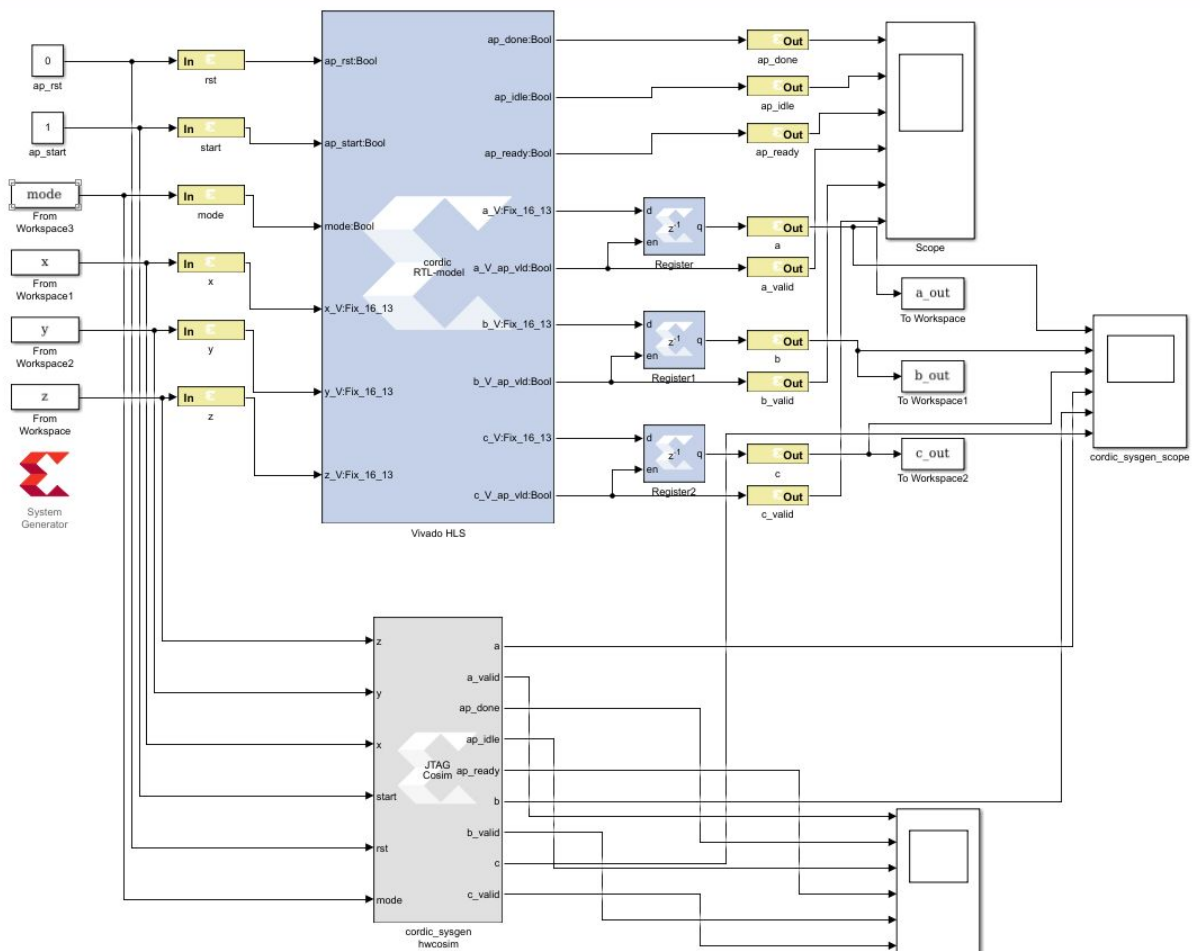 0
ap_rst
1
ap_start
mode
From
Workspace3
x
From
Workspace1
y
From
Workspace2
z
From
Workspace
System
Generator
In
rst
In
start
In
mode
In
x
In
y
In
z
ap_rst:Bool
ap_start:Bool
mode:Bool
x_V:Fix_16_13
y_V:Fix_16_13
z_V:Fix_16_13
cordic
RTL-model
ap_done:Bool
ap_idle:Bool
ap_ready:Bool
a_V:Fix_16_13
a_V_ap_vld:Bool
b_V:Fix_16_13
b_V_ap_vld:Bool
c_V:Fix_16_13
c_V_ap_vld:Bool
Vivado HLS
d
en
z-1
q
Register
d
en
z-1
q
Register1
d
en
z-1
q
Register2
Out
ap_done
Out
ap_idle
Out
ap_ready
Out
a
Out
a_valid
Out
b
Out
b_valid
Out
c
Out
c_valid
Scope
a_out
To Workspace
b_out
To Workspace1
c_out
To Workspace2
cordic_sysgen_scope
z
y
x
start
rst
mode
JTAG
Cosim
a
a_valid
ap_done
ap_idle
ap_ready
b
b_valid
c
c_valid
cordic_sysgen
hwcosim